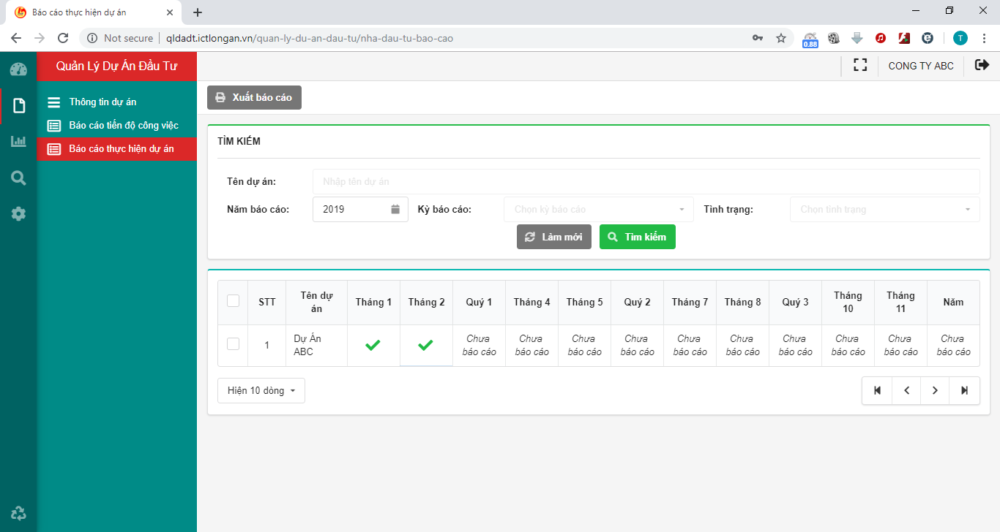 Báo cáo thực hiện dự án
Not secure
qldadt.ictlongan.vn/quan-ly-du-an-dau-tu/nha-dau-tu-bao-cao
0.88
T
Quản Lý Dự Án Đầu Tư
CONG TY ABC
Thông tin dự án
Báo cáo tiến độ công việc
Báo cáo thực hiện dự án
Xuất báo cáo
TÌM KIẾM
Tên dự án:
Nhập tên dự án
Năm báo cáo:
2019
Kỳ báo cáo:
Chọn kỳ báo cáo
Tình trạng:
Chọn tình trạng
Làm mới
Tìm kiếm
STT
Tên dự
án
Tháng 1
Tháng 2
Quý 1
Tháng 4
Tháng 5
Quý 2
Tháng 7
Tháng 8
Quý 3
Tháng
10
Tháng
11
Năm
1
Dự Án
ABC
Chưa
báo cáo
Chưa
báo cáo
Chưa
báo cáo
Chưa
báo cáo
Chưa
báo cáo
Chưa
báo cáo
Chưa
báo cáo
Chưa
báo cáo
Chưa
báo cáo
Chưa
báo cáo
Hiện 10 dòng